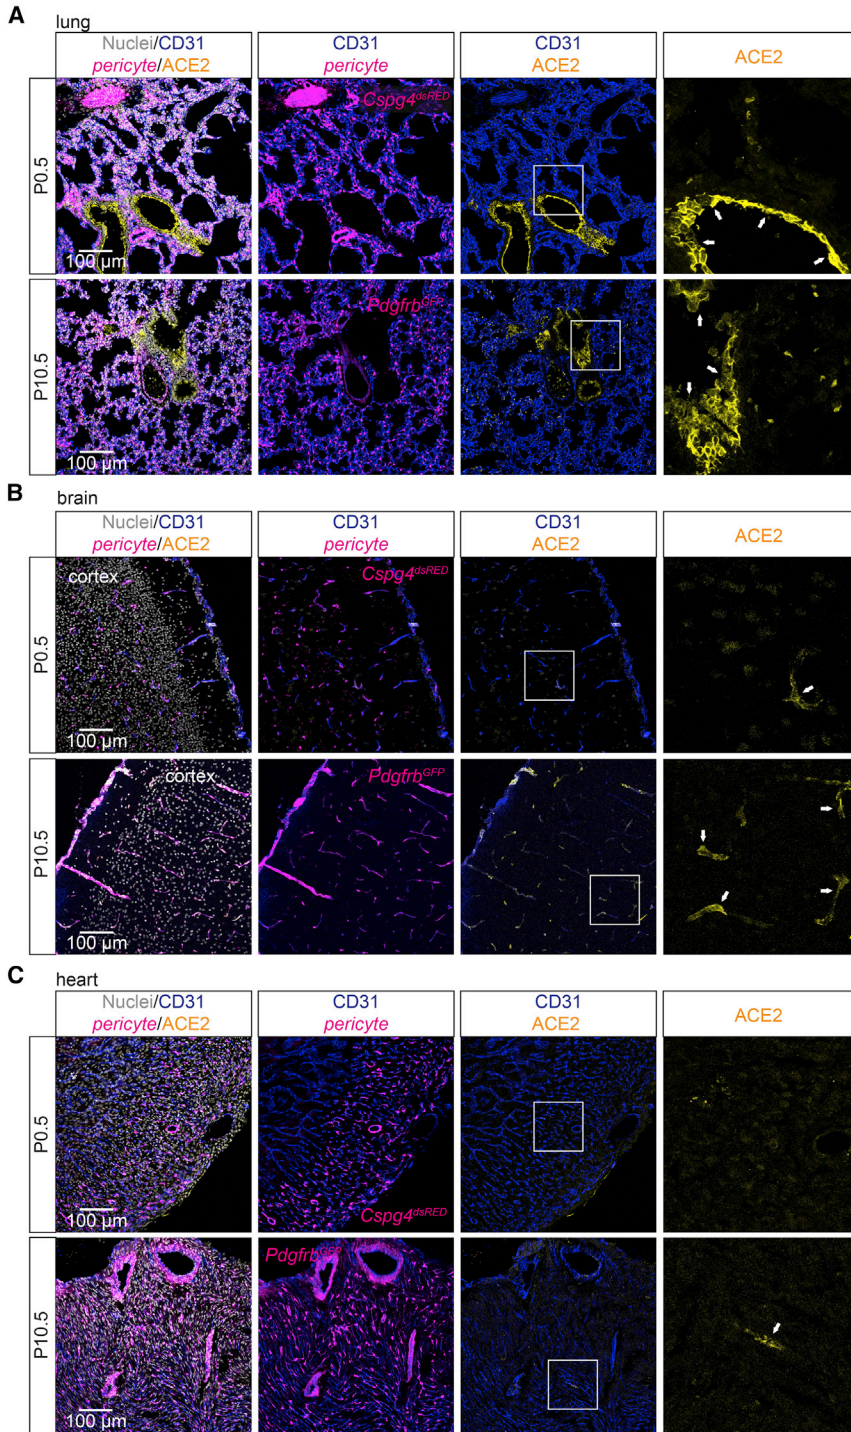 A
lung
Nuclei/CD31
pericyte/ACE2
CD31
pericyte
CD31
ACE2
ACE2
P0.5
Cspg4dsRED
100 µm
P10.5
PdgfrbGFP
100 µm
B
brain
Nuclei/CD31
pericyte/ACE2
CD31
pericyte
CD31
ACE2
ACE2
P0.5
cortex
Cspg4dsRED
100 µm
P10.5
cortex
PdgfrbGFP
100 µm
C
heart
Nuclei/CD31
pericyte/ACE2
CD31
pericyte
CD31
ACE2
ACE2
P0.5
100 µm
Cspg4dsRED
P10.5
PdgfrbGFP
100 µm